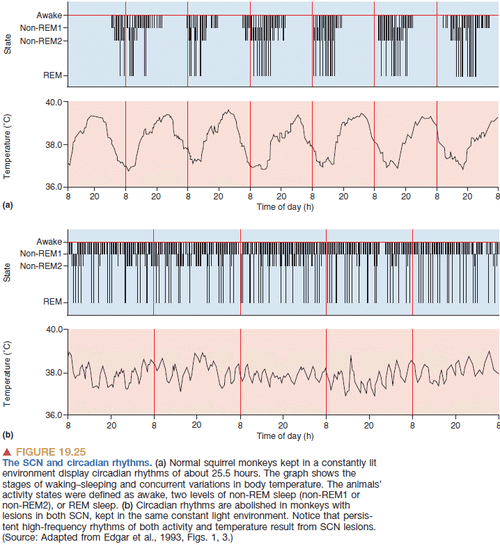 Awake
Non-REM1
Non-REM2
REM
State
40.0
38.0
36.0
Temperature (°C)
8 20 8 20 8 20 8 20 8 20 8 20 8 20 8
(a) Time of day (h)
Awake
Non-REM1
Non-REM2
REM
State
40.0
38.0
36.0
Temperature (°C)
8 20 8 20 8 20 8 20 8 20 8
(b) Time of day (h)
▲ FIGURE 19.25
The SCN and circadian rhythms. (a) Normal squirrel monkeys kept in a constantly lit
environment display circadian rhythms of about 25.5 hours. The graph shows the
stages of waking–sleeping and concurrent variations in body temperature. The animals'
activity states were defined as awake, two levels of non-REM sleep (non-REM1 or
non-REM2), or REM sleep. (b) Circadian rhythms are abolished in monkeys with
lesions in both SCN, kept in the same constant light environment. Notice that persis-
tent high-frequency rhythms of both activity and temperature result from SCN lesions.
(Source: Adapted from Edgar et al., 1993, Figs. 1, 3.)